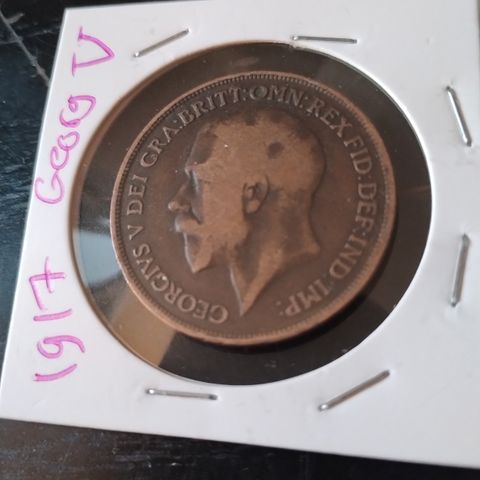 1917 Georg V
GEORGIVS V DEI GRA:BRITT:OMN:REX FID:DEF:IND:IMP: